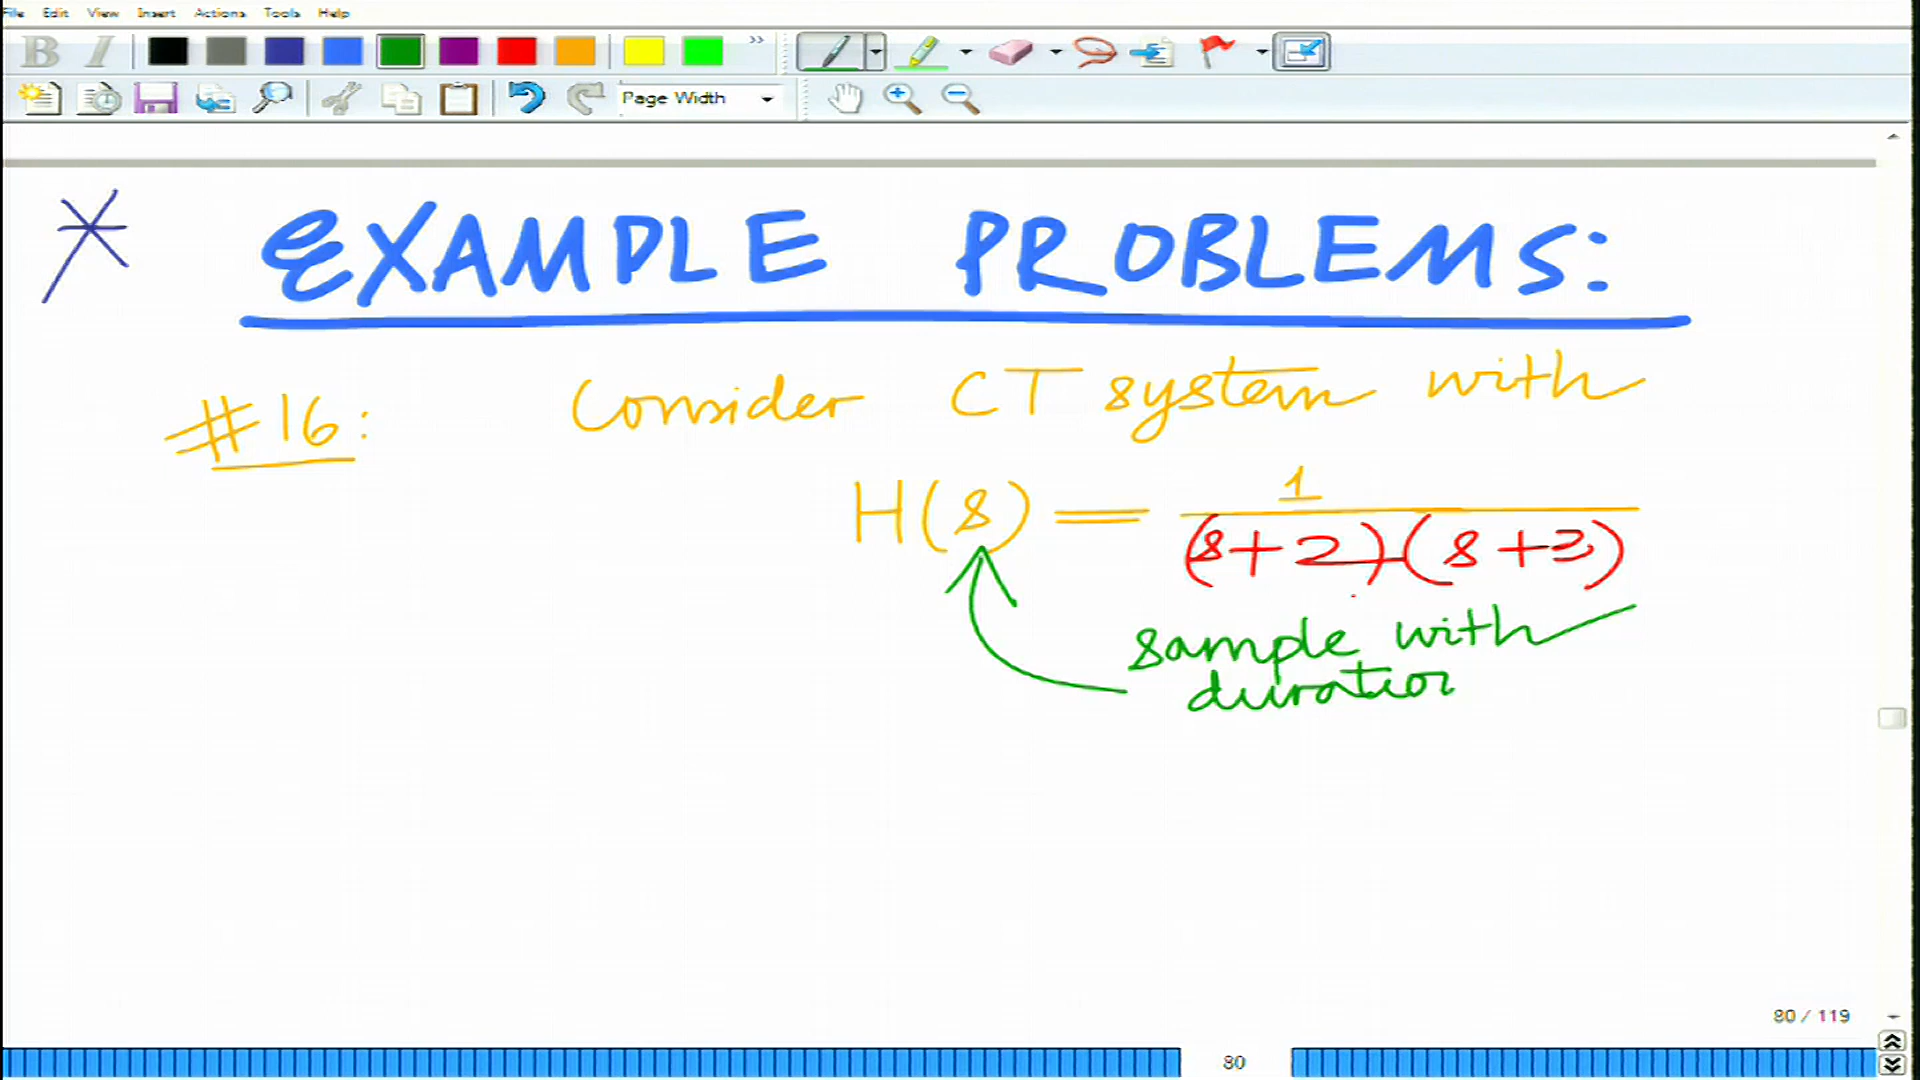 File Edit View Insert Actions Tools Help
B I
Page Width
* EXAMPLE PROBLEMS:
#16: Consider CT system with
H(s) = 1 / (s+2)(s+3)
sample with
duration
80 / 119
80